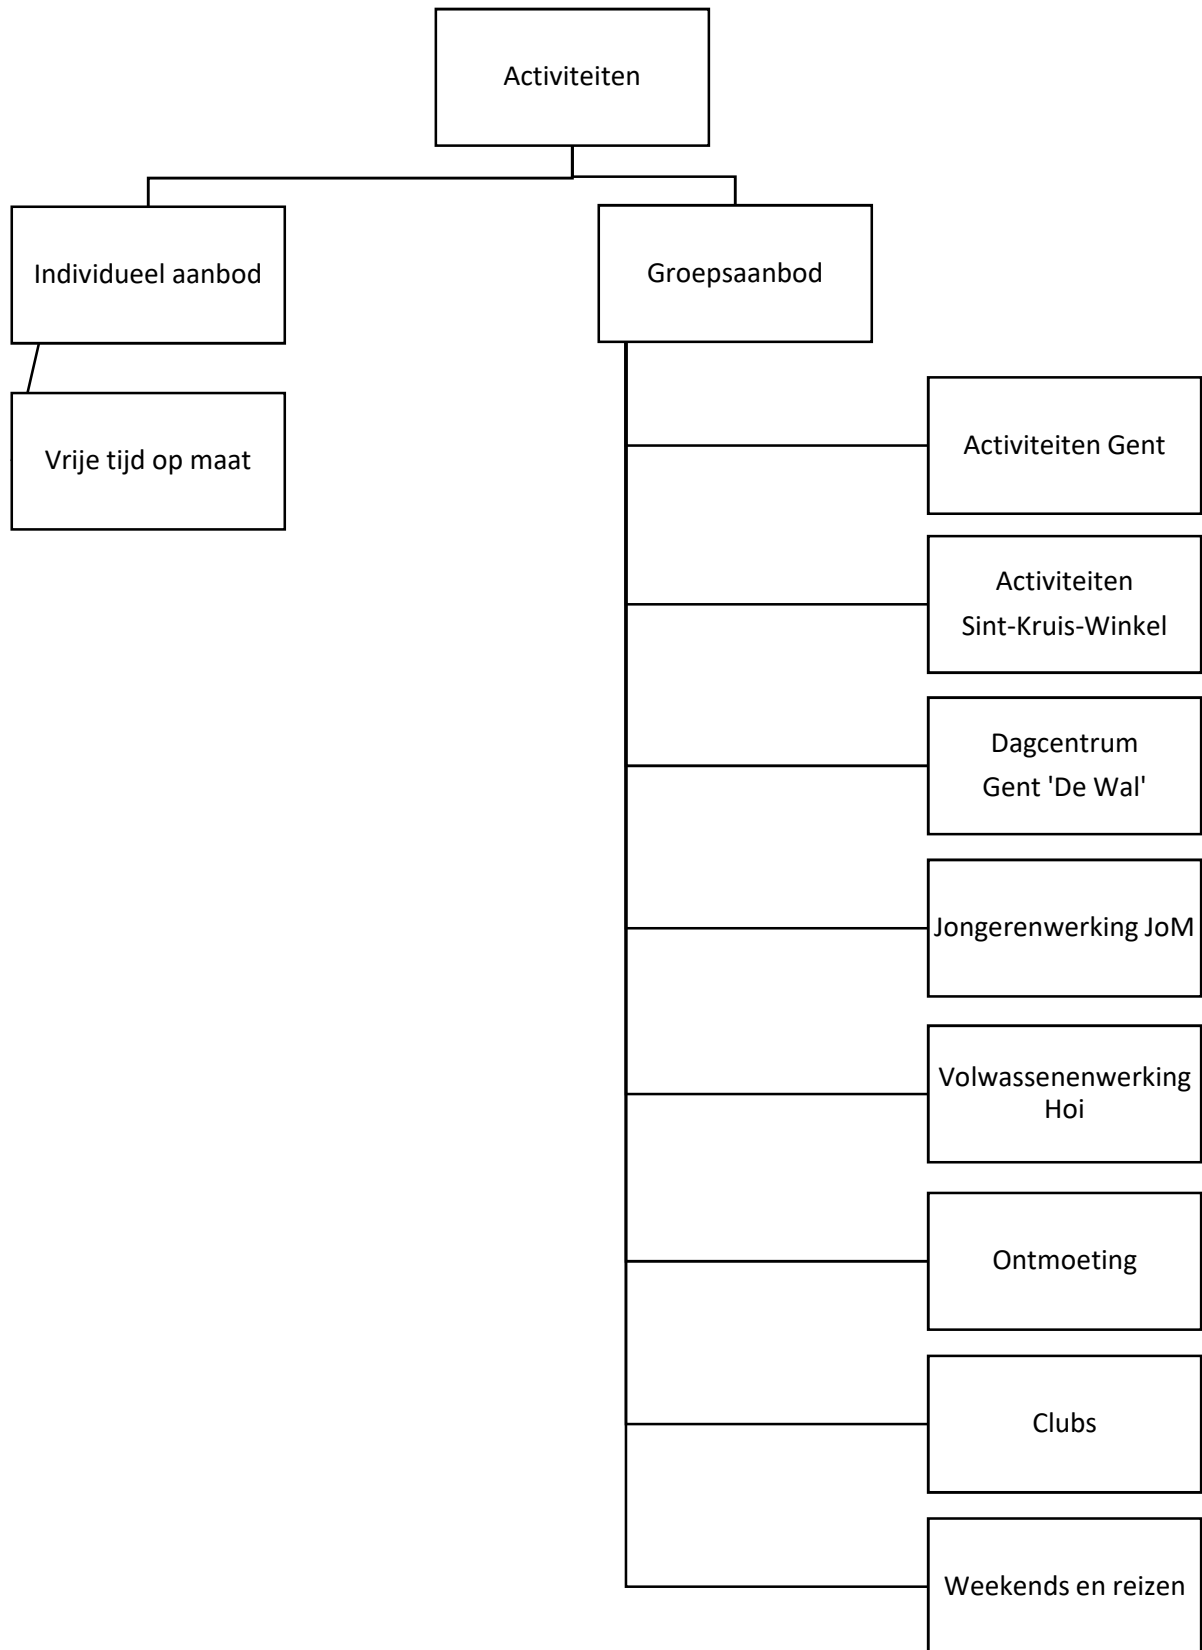 Activiteiten
Individueel aanbod
Groepsaanbod
Vrije tijd op maat
Activiteiten Gent
Activiteiten
Sint-Kruis-Winkel
Dagcentrum
Gent 'De Wal'
Jongerenwerking JoM
Volwassenenwerking
Hoi
Ontmoeting
Clubs
Weekends en reizen